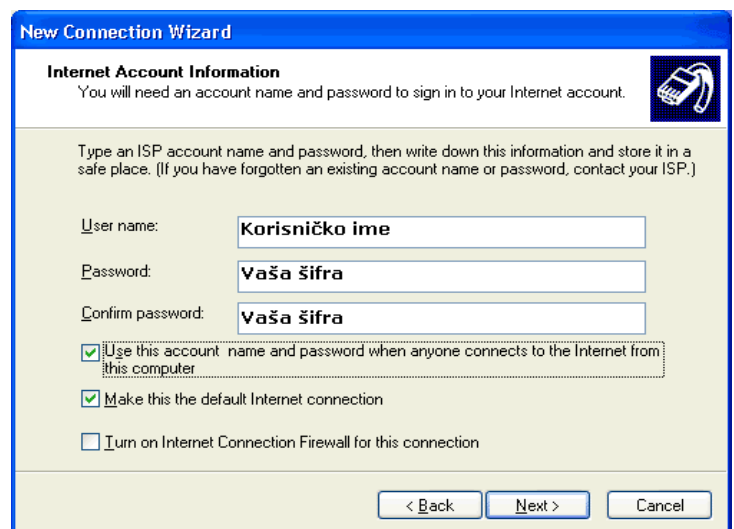 New Connection Wizard
Internet Account Information
You will need an account name and password to sign in to your Internet account.
Type an ISP account name and password, then write down this information and store it in a
safe place. (If you have forgotten an existing account name or password, contact your ISP.)
User name:
Korisničko ime
Password:
Vaša šifra
Confirm password:
Vaša šifra
Use this account name and password when anyone connects to the Internet from
this computer
Make this the default Internet connection
Turn on Internet Connection Firewall for this connection
< Back
Next >
Cancel